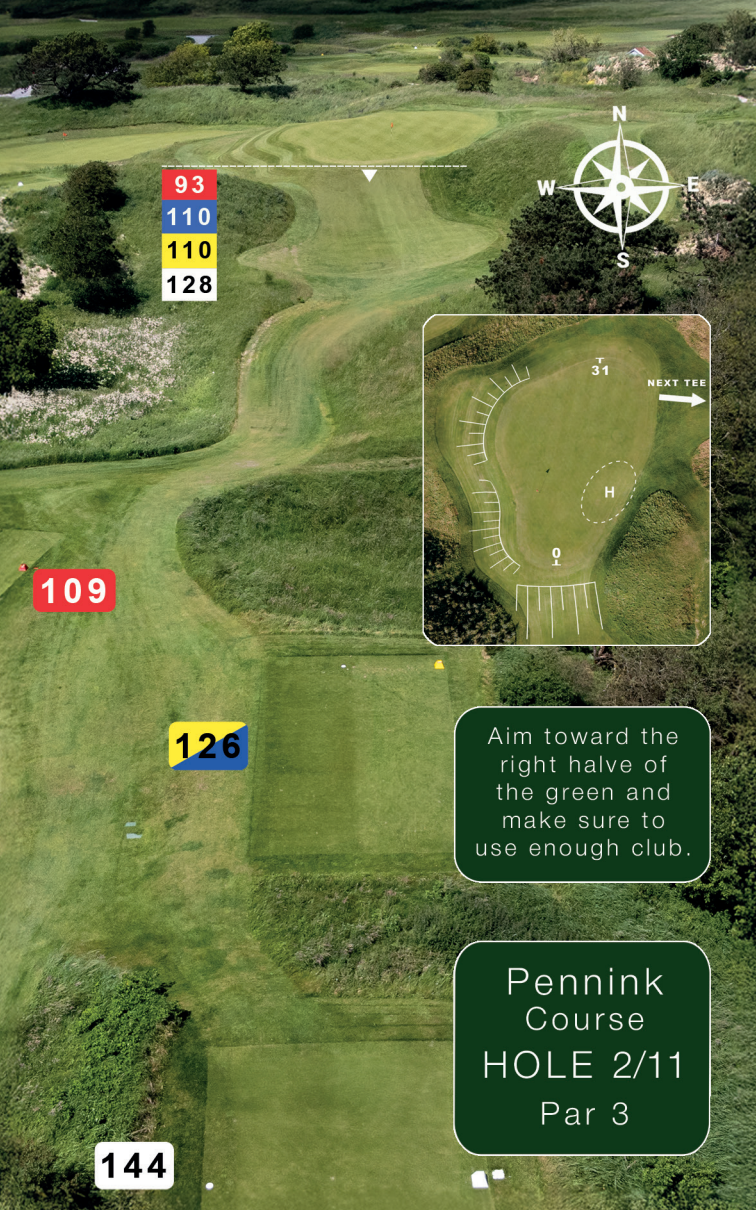 N
W E
S
93
110
110
128
31
NEXT TEE
H
0
109
126
Aim toward the
right halve of
the green and
make sure to
use enough club.
144
Pennink
Course
HOLE 2/11
Par 3